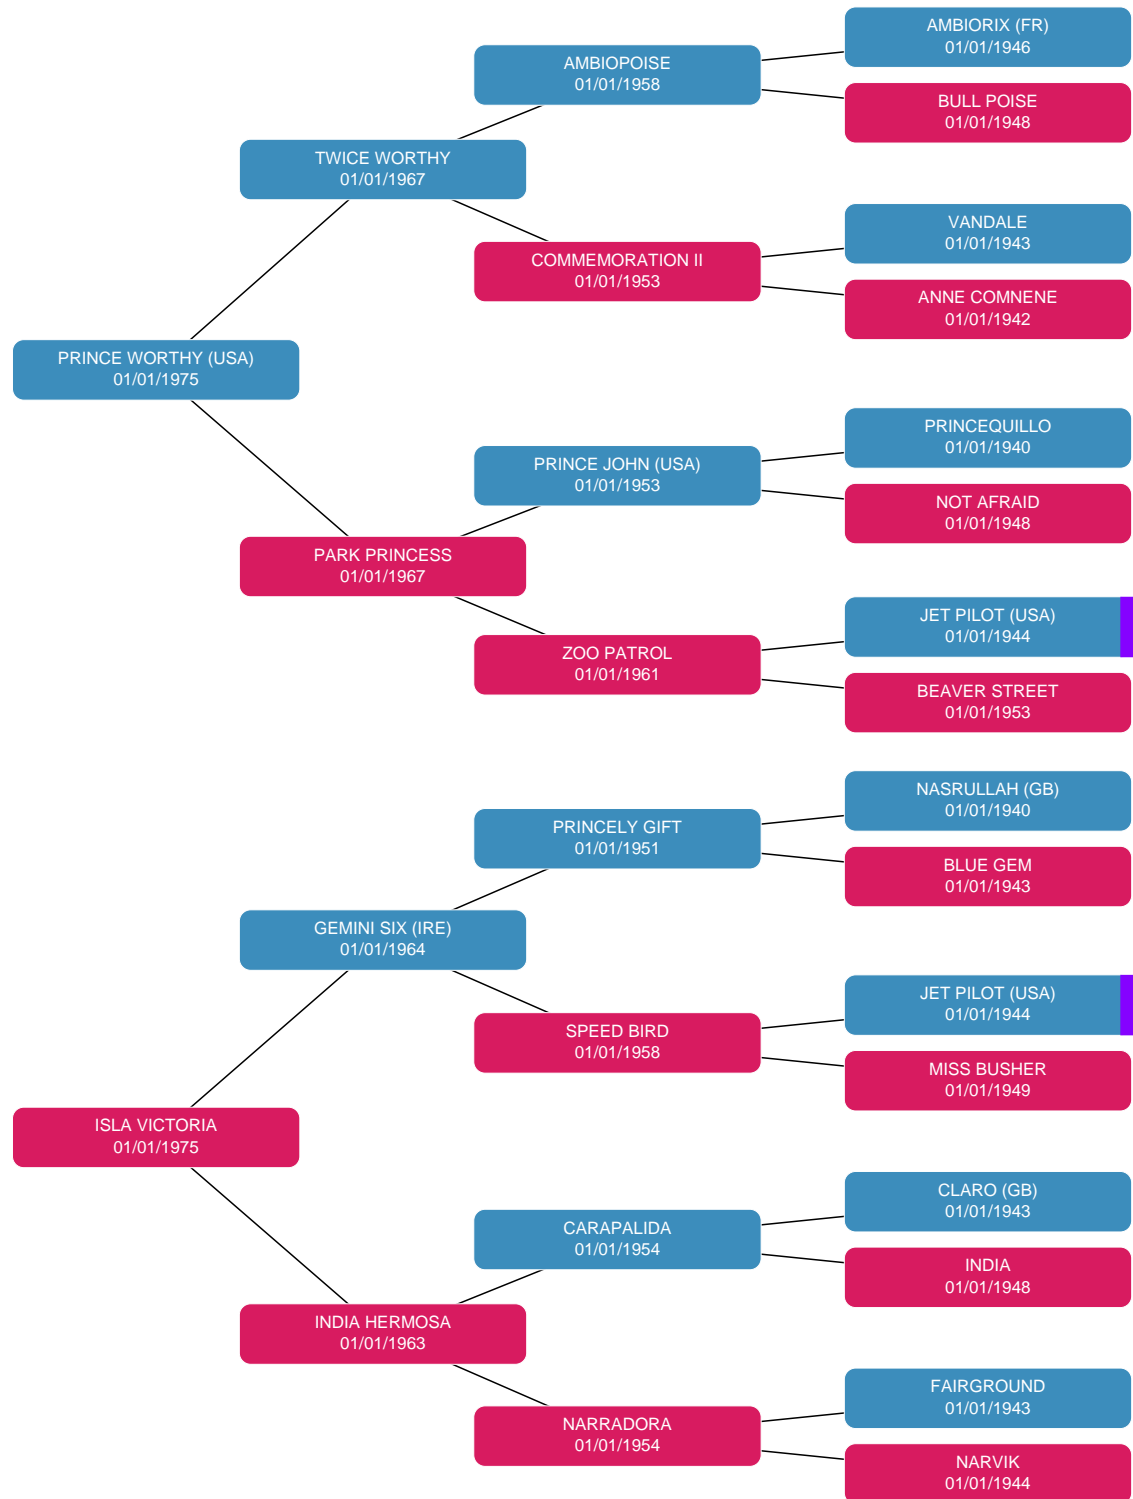 AMBIORIX (FR)
01/01/1946
AMBIOPOISE
01/01/1958
BULL POISE
01/01/1948
TWICE WORTHY
01/01/1967
VANDALE
01/01/1943
COMMEMORATION II
01/01/1953
ANNE COMNENE
01/01/1942
PRINCE WORTHY (USA)
01/01/1975
PRINCEQUILLO
01/01/1940
PRINCE JOHN (USA)
01/01/1953
NOT AFRAID
01/01/1948
PARK PRINCESS
01/01/1967
JET PILOT (USA)
01/01/1944
ZOO PATROL
01/01/1961
BEAVER STREET
01/01/1953
NASRULLAH (GB)
01/01/1940
PRINCELY GIFT
01/01/1951
BLUE GEM
01/01/1943
GEMINI SIX (IRE)
01/01/1964
JET PILOT (USA)
01/01/1944
SPEED BIRD
01/01/1958
MISS BUSHER
01/01/1949
ISLA VICTORIA
01/01/1975
CLARO (GB)
01/01/1943
CARAPALIDA
01/01/1954
INDIA
01/01/1948
INDIA HERMOSA
01/01/1963
FAIRGROUND
01/01/1943
NARRADORA
01/01/1954
NARVIK
01/01/1944